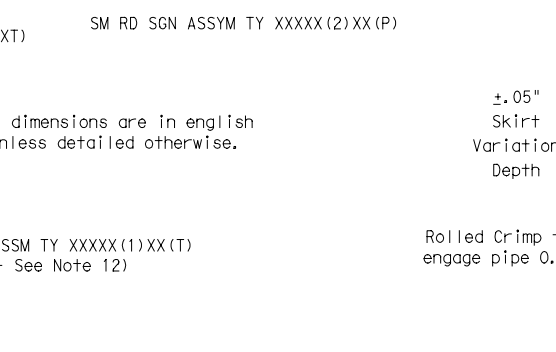 SM RD SGN ASSYM TY XXXXX(2)XX(P)
XT)
±.05"
dimensions are in english
Skirt
nless detailed otherwise.
Variation
Depth
SSM TY XXXXX(1)XX(T)
Rolled Crimp
- See Note 12)
engage pipe 0.